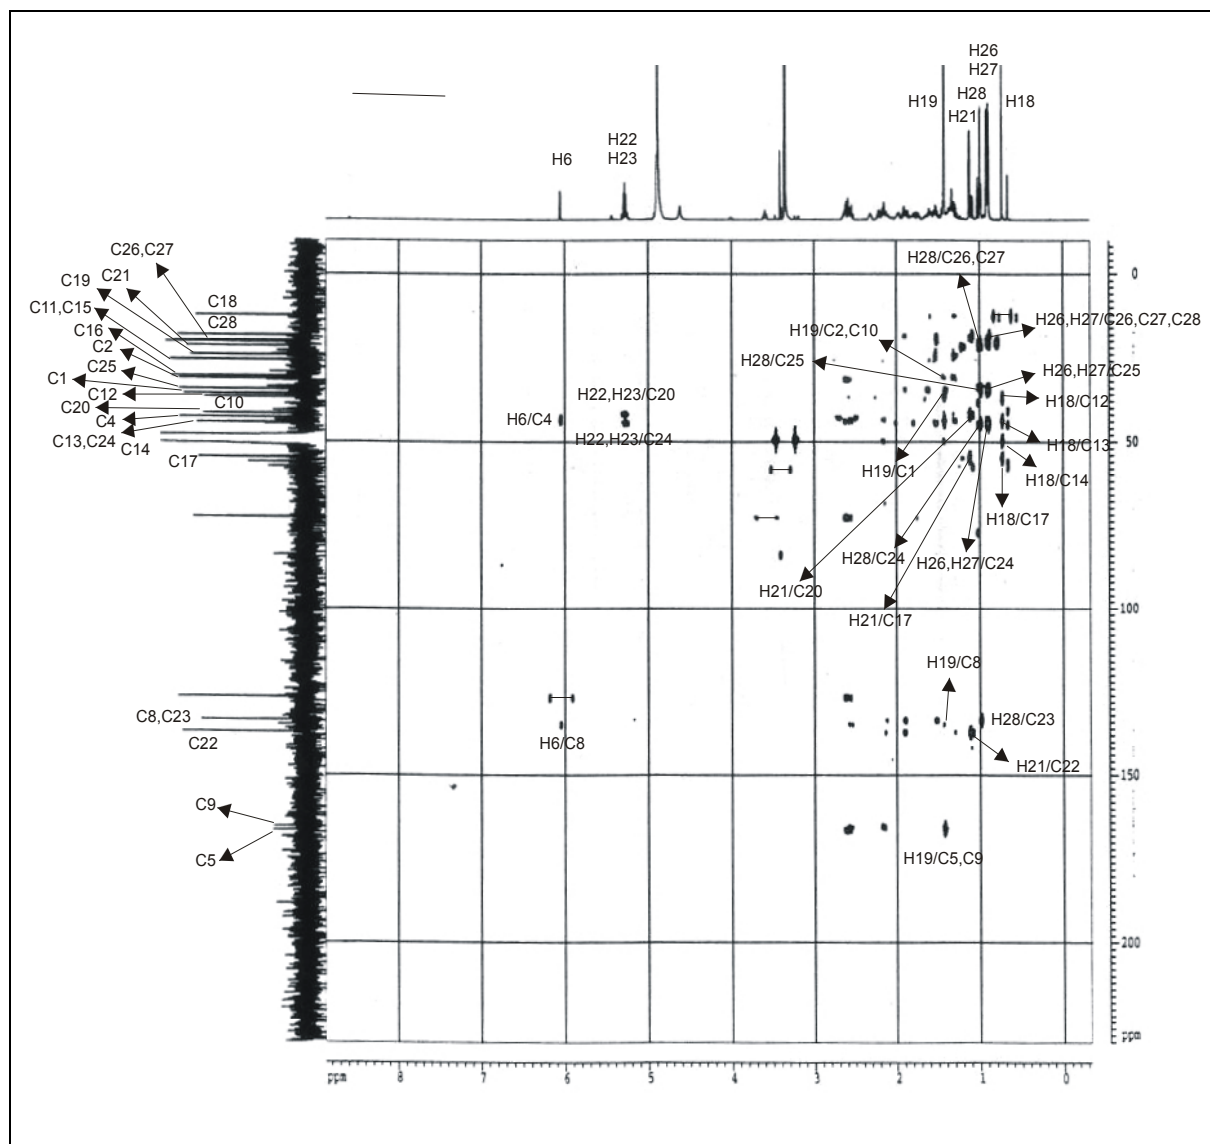 H26
H27
H19
H28
H18
H21
H22
H23
H6
C26,C27
C19
C21
C18
C11,C15
C28
C16
C2
C25
C1
C12
C10
C20
C4
C13,C24
C14
C17
H28/C26,C27
H26,H27/C26,C27,C28
H19/C2,C10
H28/C25
H26,H27/C25
H22,H23/C20
H18/C12
H6/C4
H22,H23/C24
H18/C13
H19/C1
H18/C14
H18/C17
H28/C24
H26,H27/C24
H21/C20
H21/C17
H19/C8
C8,C23
H28/C23
C22
H6/C8
H21/C22
C9
C5
H19/C5,C9
0
50
100
150
200
ppm
ppm 8 7 6 5 4 3 2 1 0